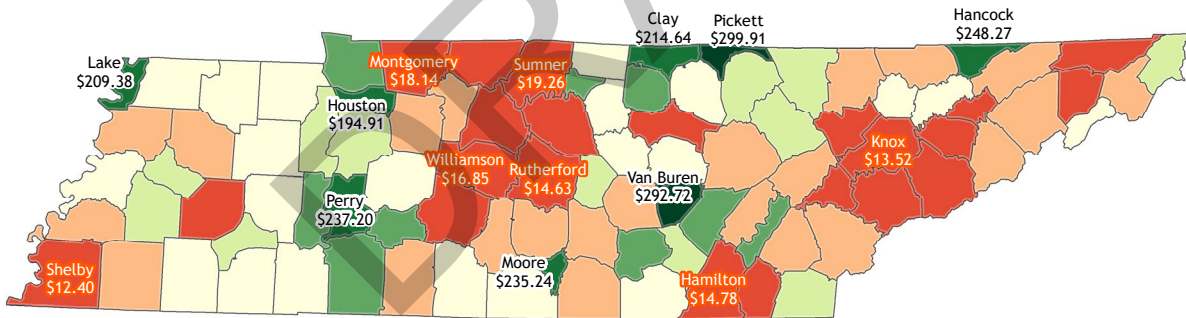 Clay
$214.64
Pickett
$299.91
Hancock
$248.27
Lake
$209.38
Montgomery
$18.14
Sumner
$19.26
Houston
$194.91
Knox
$13.52
Williamson
$16.85
Rutherford
$14.63
Van Buren
$292.72
Perry
$237.20
Moore
$235.24
Shelby
$12.40
Hamilton
$14.78